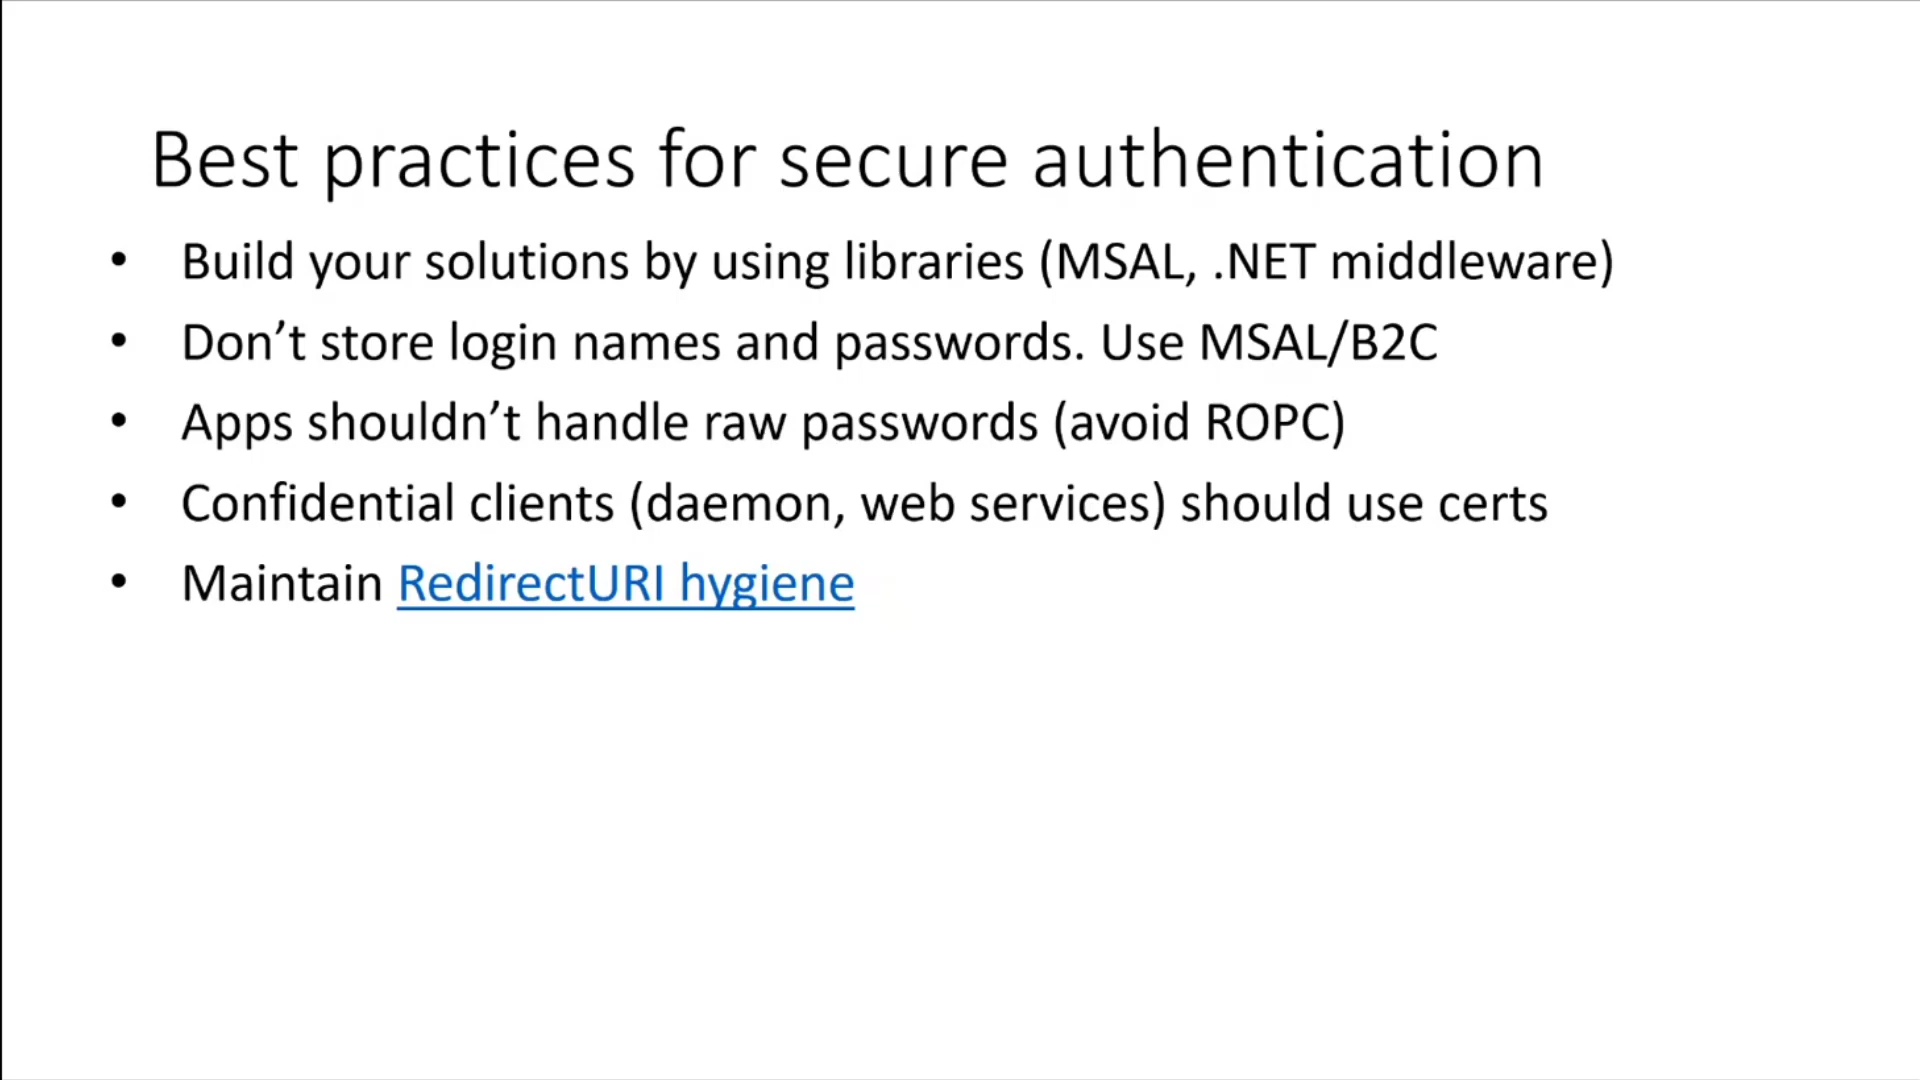 Best practices for secure authentication
• Build your solutions by using libraries (MSAL, .NET middleware)
• Don’t store login names and passwords. Use MSAL/B2C
• Apps shouldn’t handle raw passwords (avoid ROPC)
• Confidential clients (daemon, web services) should use certs
• Maintain RedirectURI hygiene